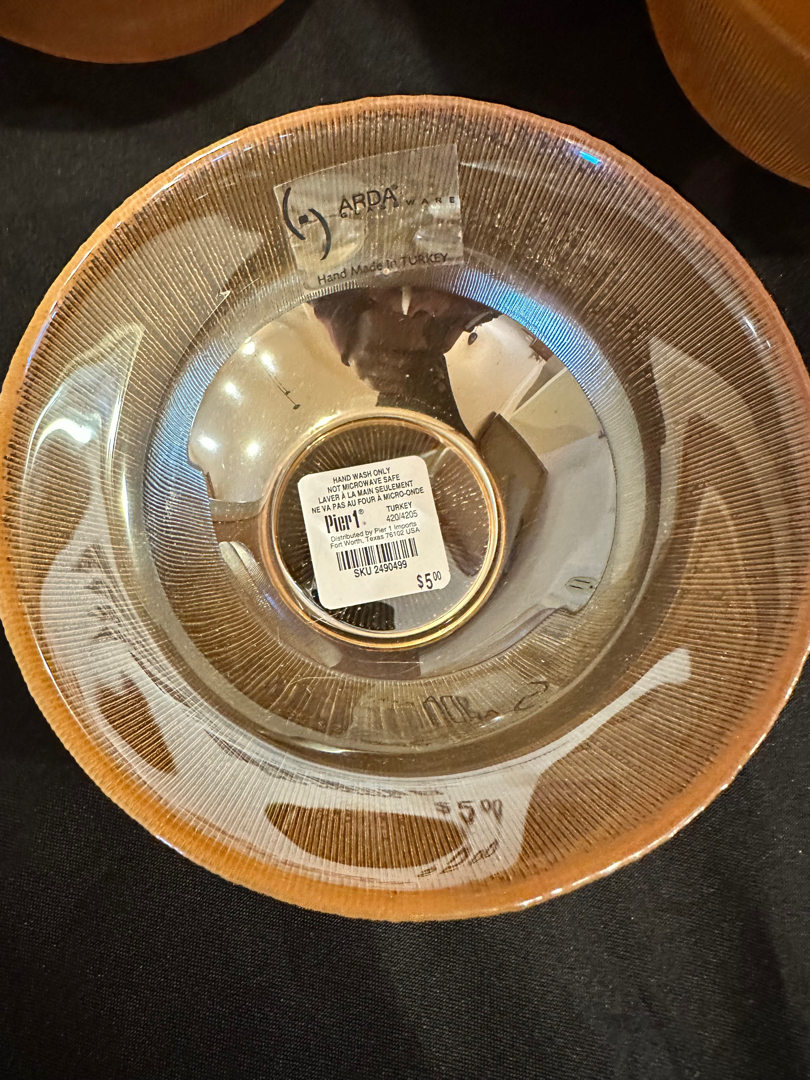 ARDA®
GLASSWARE
Hand Made in TURKEY
HAND WASH ONLY
NOT MICROWAVE SAFE
LAVER À LA MAIN SEULEMENT
NE VA PAS AU FOUR À MICRO-ONDE
Pier1® TURKEY
420/4205
Distributed by Pier 1 Imports
Fort Worth, Texas 76102 USA
SKU 2490499
$5.00
$5.00